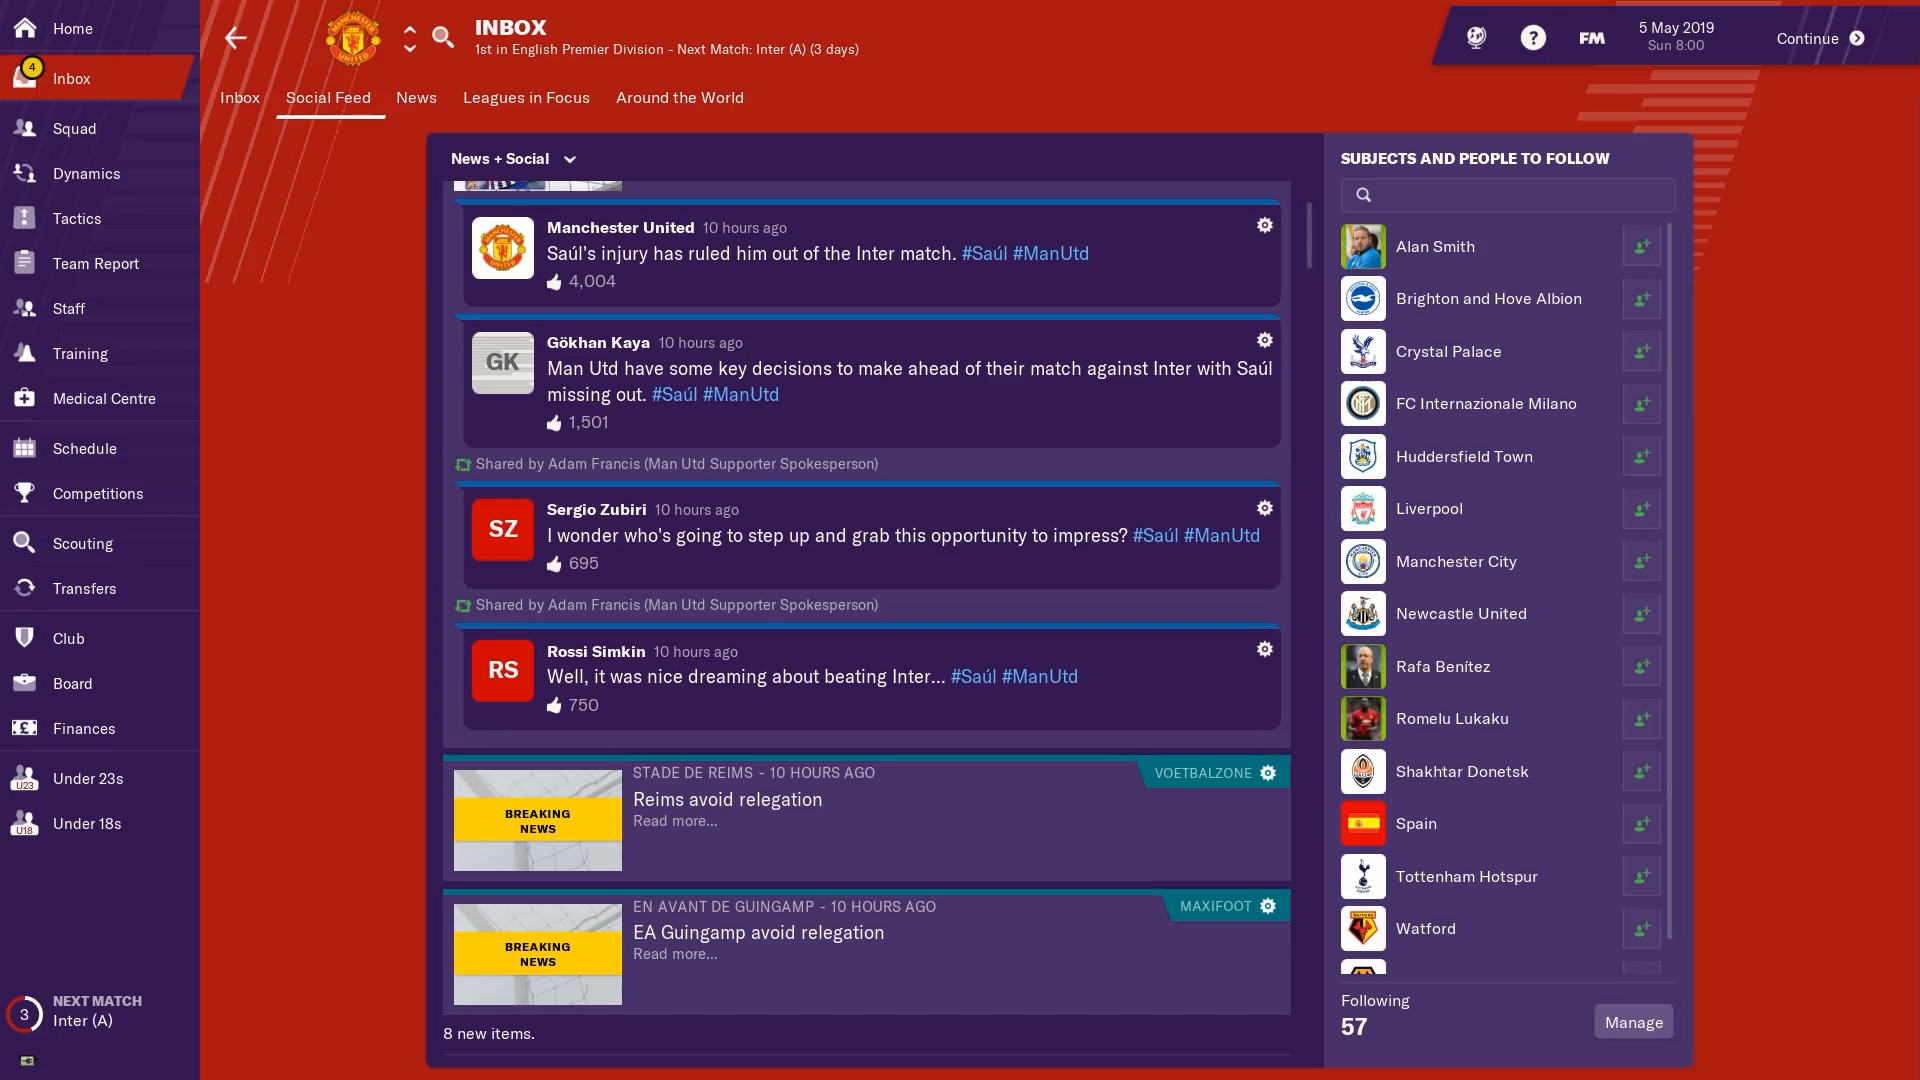 Home
4
Inbox
Squad
Dynamics
Tactics
Team Report
Staff
Training
Medical Centre
Schedule
Competitions
Scouting
Transfers
Club
Board
Finances
U23
Under 23s
U18
Under 18s
3
NEXT MATCH
Inter (A)
MANCHESTER
UNITED
INBOX
1st in English Premier Division - Next Match: Inter (A) (3 days)
?
FM
5 May 2019
Sun 8:00
Continue
Inbox
Social Feed
News
Leagues in Focus
Around the World
News + Social
Manchester United 10 hours ago
Saúl's injury has ruled him out of the Inter match. #Saúl #ManUtd
4,004
GK
Gökhan Kaya 10 hours ago
Man Utd have some key decisions to make ahead of their match against Inter with Saúl
missing out. #Saúl #ManUtd
1,501
Shared by Adam Francis (Man Utd Supporter Spokesperson)
SZ
Sergio Zubiri 10 hours ago
I wonder who's going to step up and grab this opportunity to impress? #Saúl #ManUtd
695
Shared by Adam Francis (Man Utd Supporter Spokesperson)
RS
Rossi Simkin 10 hours ago
Well, it was nice dreaming about beating Inter... #Saúl #ManUtd
750
BREAKING
NEWS
STADE DE REIMS - 10 HOURS AGO
VOETBALZONE
Reims avoid relegation
Read more...
BREAKING
NEWS
EN AVANT DE GUINGAMP - 10 HOURS AGO
MAXIFOOT
EA Guingamp avoid relegation
Read more...
8 new items.
SUBJECTS AND PEOPLE TO FOLLOW
Alan Smith
Brighton and Hove Albion
Crystal Palace
FC Internazionale Milano
Huddersfield Town
Liverpool
Manchester City
Newcastle United
Rafa Benítez
Romelu Lukaku
Shakhtar Donetsk
Spain
Tottenham Hotspur
Watford
Following
57
Manage